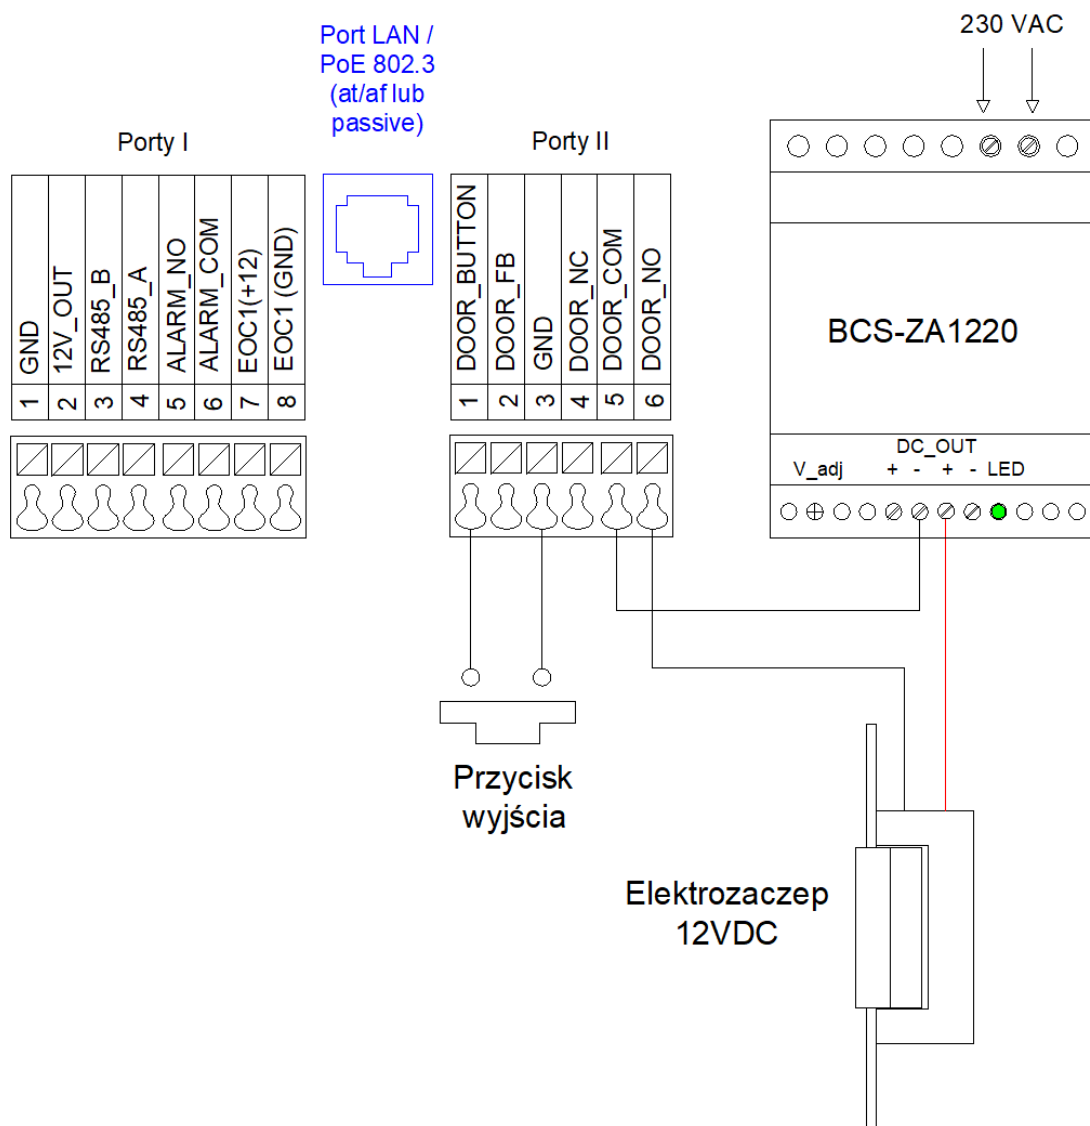 230 VAC
Port LAN /
PoE 802.3
(at/af lub
passive)
Porty I
Porty II
GND
12V_OUT
RS485_B
RS485_A
ALARM_NO
ALARM_COM
EOC1(+12)
EOC1 (GND)
1
2
3
4
5
6
7
8
DOOR_BUTTON
DOOR_FB
GND
DOOR_NC
DOOR_COM
DOOR_NO
1
2
3
4
5
6
BCS-ZA1220
DC_OUT
V_adj + - + - LED
Przycisk
wyjścia
Elektrozaczep
12VDC